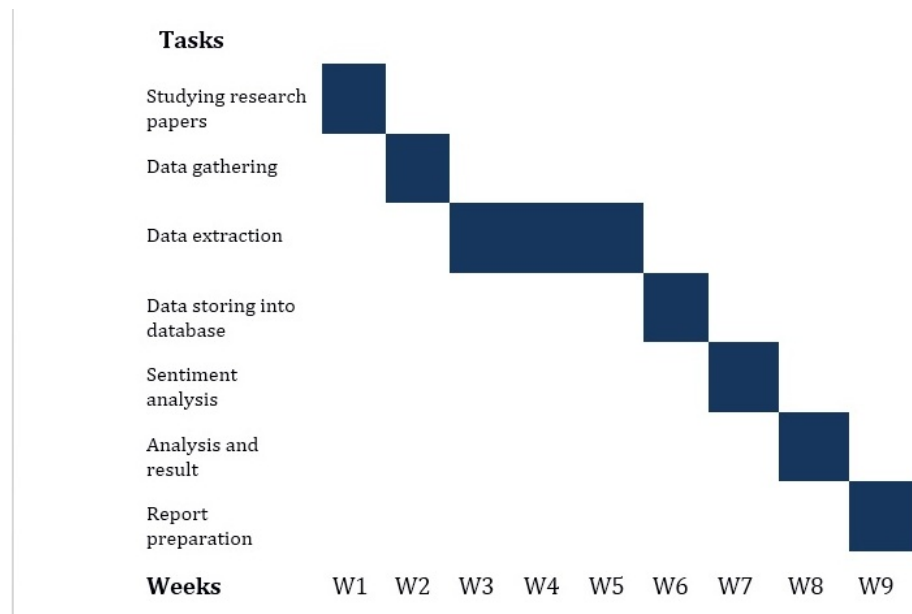 Tasks
Studying research
papers
Data gathering
Data extraction
Data storing into
database
Sentiment
analysis
Analysis and
result
Report
preparation
Weeks W1 W2 W3 W4 W5 W6 W7 W8 W9